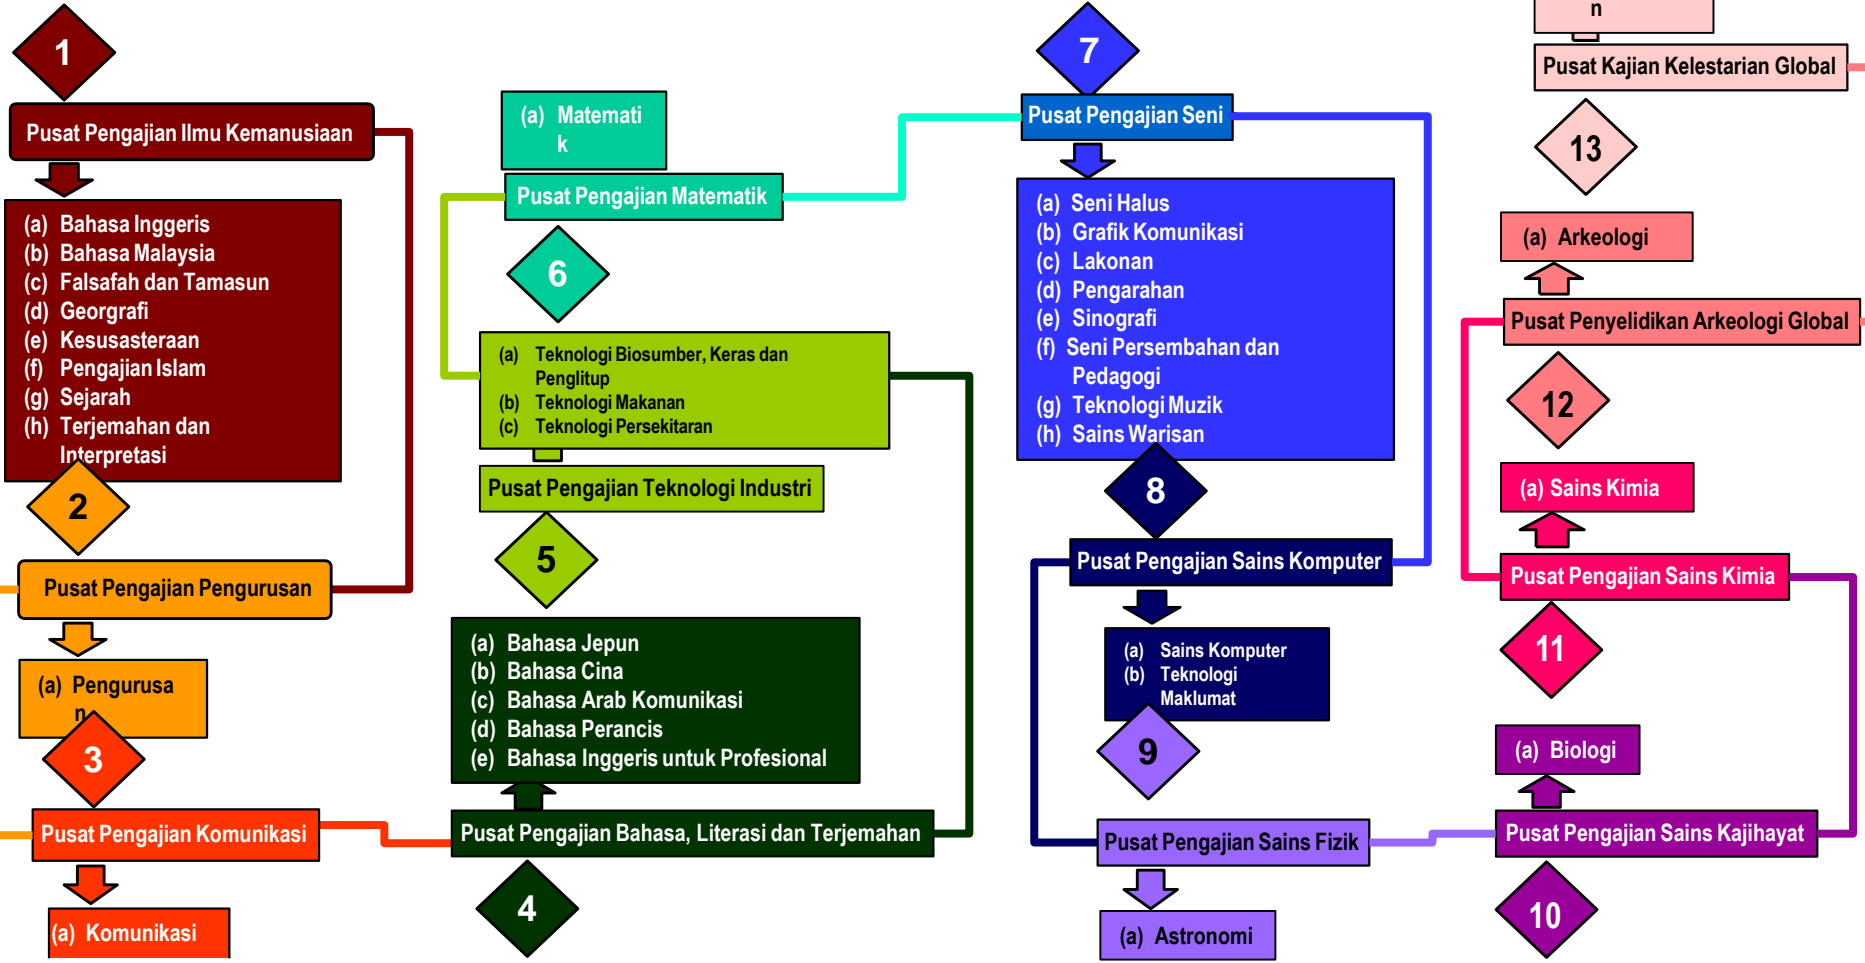 1
Pusat Pengajian Ilmu Kemanusiaan
(a) Bahasa Inggeris
(b) Bahasa Malaysia
(c) Falsafah dan Tamasun
(d) Georgrafi
(e) Kesusasteraan
(f) Pengajian Islam
(g) Sejarah
(h) Terjemahan dan
Interpretasi
2
Pusat Pengajian Pengurusan
(a) Pengurusa
n
3
Pusat Pengajian Komunikasi
(a) Komunikasi
(a) Matemati
k
Pusat Pengajian Matematik
6
(a) Teknologi Biosumber, Keras dan
Penglitup
(b) Teknologi Makanan
(c) Teknologi Persekitaran
Pusat Pengajian Teknologi Industri
5
(a) Bahasa Jepun
(b) Bahasa Cina
(c) Bahasa Arab Komunikasi
(d) Bahasa Perancis
(e) Bahasa Inggeris untuk Profesional
Pusat Pengajian Bahasa, Literasi dan Terjemahan
4
7
Pusat Pengajian Seni
(a) Seni Halus
(b) Grafik Komunikasi
(c) Lakonan
(d) Pengarahan
(e) Sinografi
(f) Seni Persembahan dan
Pedagogi
(g) Teknologi Muzik
(h) Sains Warisan
8
Pusat Pengajian Sains Komputer
(a) Sains Komputer
(b) Teknologi
Maklumat
9
Pusat Pengajian Sains Fizik
(a) Astronomi
n
Pusat Kajian Kelestarian Global
13
(a) Arkeologi
Pusat Penyelidikan Arkeologi Global
12
(a) Sains Kimia
Pusat Pengajian Sains Kimia
11
(a) Biologi
Pusat Pengajian Sains Kajihayat
10